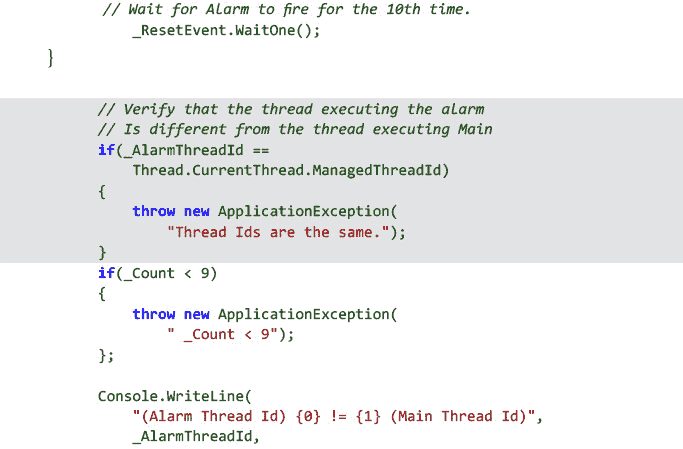 // Wait for Alarm to fire for the 10th time.
_ResetEvent.WaitOne();
}
// Verify that the thread executing the alarm
// Is different from the thread executing Main
if(_AlarmThreadId ==
Thread.CurrentThread.ManagedThreadId)
{
throw new ApplicationException(
"Thread Ids are the same.");
}
if(_Count < 9)
{
throw new ApplicationException(
" _Count < 9");
};
Console.WriteLine(
"(Alarm Thread Id) {0} != {1} (Main Thread Id)",
_AlarmThreadId,